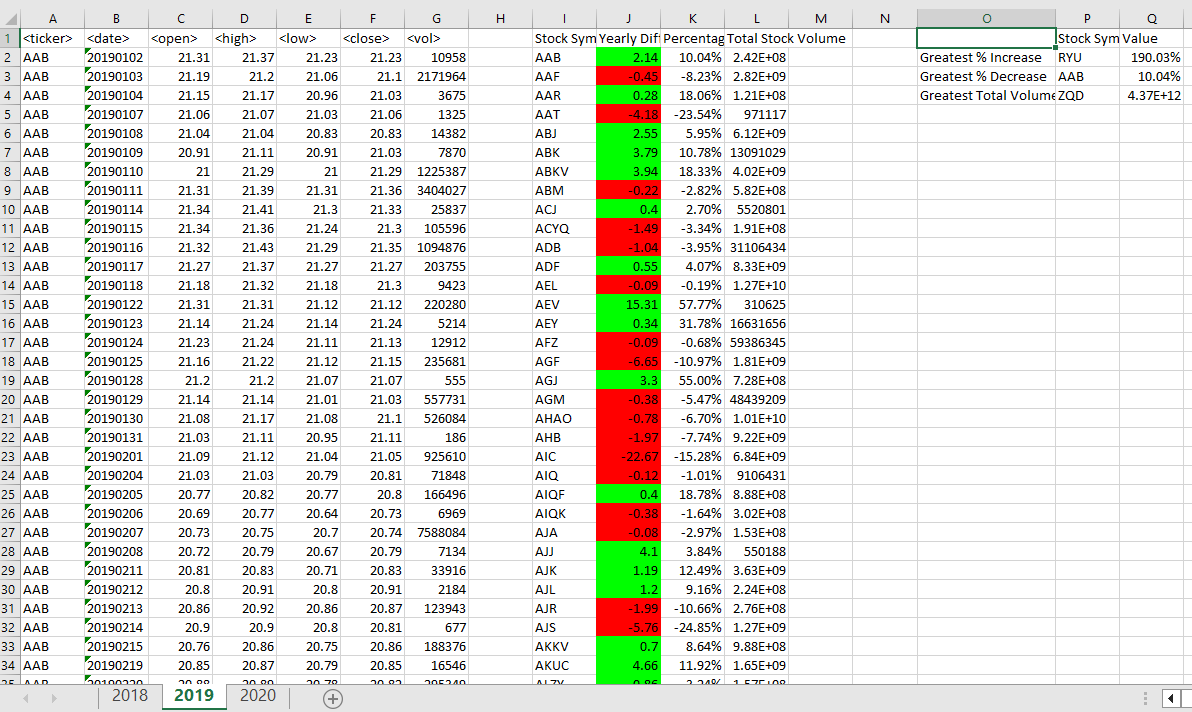 A B C D E F G H I J K L M N O P Q
1 <ticker> <date> <open> <high> <low> <close> <vol> Stock Sym Yearly Dif Percentag Total Stock Volume Stock Sym Value
2 AAB 20190102 21.31 21.37 21.23 21.23 10958 AAB 2.14 10.04% 2.42E+08 Greatest % Increase RYU 190.03%
3 AAB 20190103 21.19 21.2 21.06 21.1 2171964 AAF -0.45 -8.23% 2.82E+09 Greatest % Decrease AAB 10.04%
4 AAB 20190104 21.15 21.17 20.96 21.03 3675 AAR 0.28 18.06% 1.21E+08 Greatest Total Volume ZQD 4.37E+12
5 AAB 20190107 21.06 21.07 21.03 21.06 1325 AAT -4.18 -23.54% 971117
6 AAB 20190108 21.04 21.04 20.83 20.83 14382 ABJ 2.55 5.95% 6.12E+09
7 AAB 20190109 20.91 21.11 20.91 21.03 7870 ABK 3.79 10.78% 13091029
8 AAB 20190110 21 21.29 21 21.29 1225387 ABKV 3.94 18.33% 4.02E+09
9 AAB 20190111 21.31 21.39 21.31 21.36 3404027 ABM -0.22 -2.82% 5.82E+08
10 AAB 20190114 21.34 21.41 21.3 21.33 25837 ACJ 0.4 2.70% 5520801
11 AAB 20190115 21.34 21.36 21.24 21.3 105596 ACYQ -1.49 -3.34% 1.91E+08
12 AAB 20190116 21.32 21.43 21.29 21.35 1094876 ADB -1.04 -3.95% 31106434
13 AAB 20190117 21.27 21.37 21.27 21.27 203755 ADF 0.55 4.07% 8.33E+09
14 AAB 20190118 21.18 21.32 21.18 21.3 9423 AEL -0.09 -0.19% 1.27E+10
15 AAB 20190122 21.31 21.31 21.12 21.12 220280 AEV 15.31 57.77% 310625
16 AAB 20190123 21.14 21.24 21.14 21.24 5214 AEY 0.34 31.78% 16631656
17 AAB 20190124 21.23 21.24 21.11 21.13 12912 AFZ -0.09 -0.68% 59386345
18 AAB 20190125 21.16 21.22 21.12 21.15 235681 AGF -6.65 -10.97% 1.81E+09
19 AAB 20190128 21.2 21.2 21.07 21.07 555 AGJ 3.3 55.00% 7.28E+08
20 AAB 20190129 21.14 21.14 21.01 21.03 557731 AGM -0.38 -5.47% 48439209
21 AAB 20190130 21.08 21.17 21.08 21.1 526084 AHAO -0.78 -6.70% 1.01E+10
22 AAB 20190131 21.03 21.11 20.95 21.11 186 AHB -1.97 -7.74% 9.22E+09
23 AAB 20190201 21.09 21.12 21.04 21.05 925610 AIC -22.67 -15.28% 6.84E+09
24 AAB 20190204 21.03 21.03 20.79 20.81 71848 AIQ -0.12 -1.01% 9106431
25 AAB 20190205 20.77 20.82 20.77 20.8 166496 AIQF 0.4 18.78% 8.88E+08
26 AAB 20190206 20.69 20.77 20.64 20.73 6969 AIQK -0.38 -1.64% 3.02E+08
27 AAB 20190207 20.73 20.75 20.7 20.74 7588084 AJA -0.08 -2.97% 1.53E+08
28 AAB 20190208 20.72 20.79 20.67 20.79 7134 AJJ 4.1 3.84% 550188
29 AAB 20190211 20.81 20.83 20.71 20.83 33916 AJK 1.19 12.49% 3.63E+09
30 AAB 20190212 20.8 20.91 20.8 20.91 2184 AJL 1.2 9.16% 2.24E+08
31 AAB 20190213 20.86 20.92 20.86 20.87 123943 AJR -1.99 -10.66% 2.76E+08
32 AAB 20190214 20.9 20.9 20.8 20.81 677 AJS -5.76 -24.85% 1.27E+09
33 AAB 20190215 20.76 20.86 20.75 20.86 188376 AKKV 0.7 8.64% 9.88E+08
34 AAB 20190219 20.85 20.87 20.79 20.85 16546 AKUC 4.66 11.92% 1.65E+09
2018 2019 2020